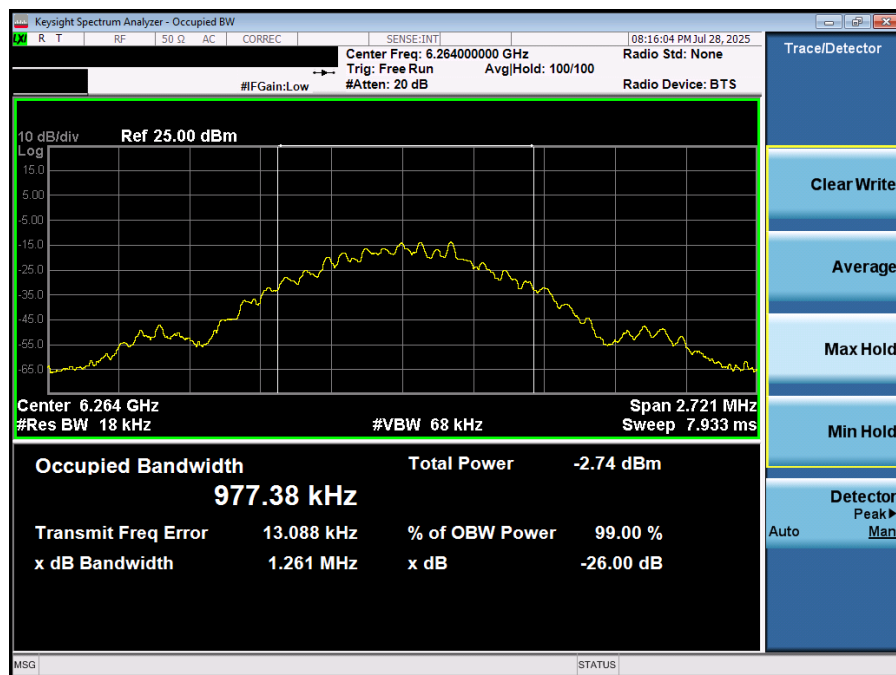 Keysight Spectrum Analyzer - Occupied BW
LXI R T RF 50 Ω AC CORREC SENSE:INT 08:16:04 PM Jul 28, 2025
Center Freq: 6.264000000 GHz Radio Std: None
Trig: Free Run Avg|Hold: 100/100
#IFGain:Low #Atten: 20 dB Radio Device: BTS
10 dB/div Ref 25.00 dBm
Log
15.0
5.00
-5.00
-15.0
-25.0
-35.0
-45.0
-55.0
-65.0
Center 6.264 GHz Span 2.721 MHz
#Res BW 18 kHz #VBW 68 kHz Sweep 7.933 ms
Occupied Bandwidth Total Power -2.74 dBm
977.38 kHz
Transmit Freq Error 13.088 kHz % of OBW Power 99.00 %
x dB Bandwidth 1.261 MHz x dB -26.00 dB
MSG STATUS
Trace/Detector
Clear Write
Average
Max Hold
Min Hold
Detector
Peak▶
Auto Man